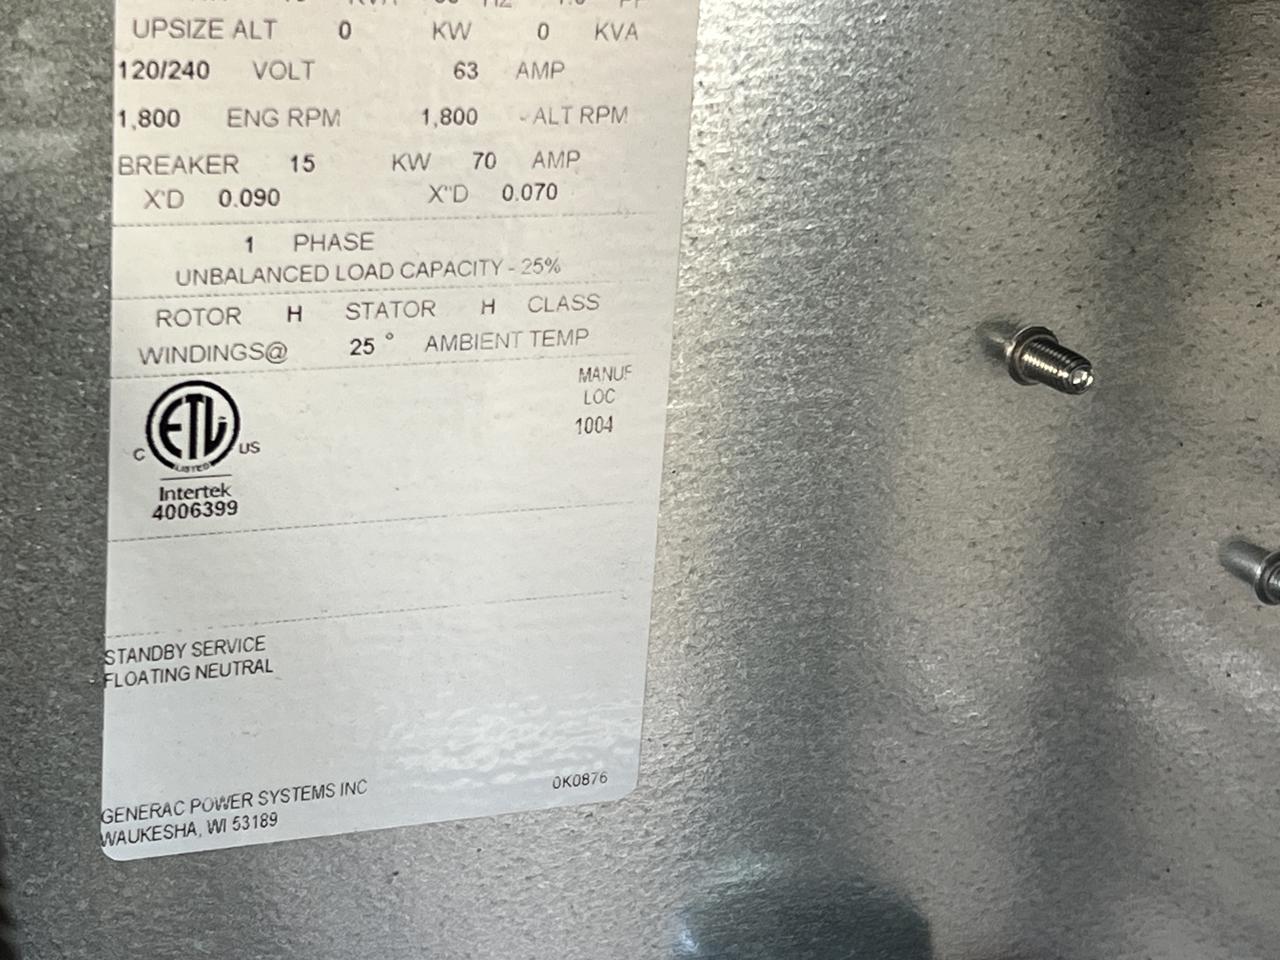 UPSIZE ALT 0 KW 0 KVA
120/240 VOLT 63 AMP
1,800 ENG RPM 1,800 ALT RPM
BREAKER 15 KW 70 AMP
X'D 0.090 X"D 0.070
1 PHASE
UNBALANCED LOAD CAPACITY - 25%
ROTOR H STATOR H CLASS
WINDINGS@ 25 ° AMBIENT TEMP
MANUF
LOC
1004
C ETL US
LISTED
Intertek
4006399
STANDBY SERVICE
FLOATING NEUTRAL
GENERAC POWER SYSTEMS INC 0K0876
WAUKESHA, WI 53189